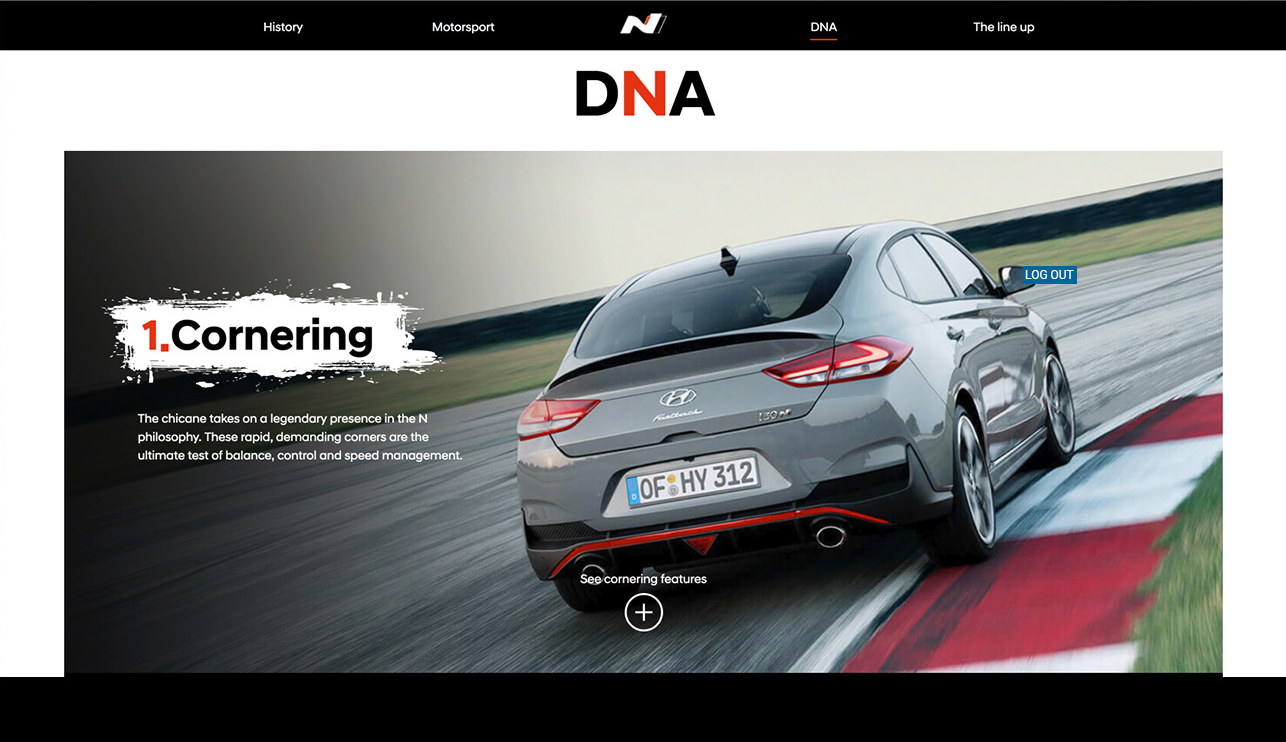 History
Motorsport
N
DNA
The line up
DNA
LOG OUT
1.Cornering
The chicane takes on a legendary presence in the N
philosophy. These rapid, demanding corners are the
ultimate test of balance, control and speed management.
Fastback
i30 N
OF HY 312
See cornering features